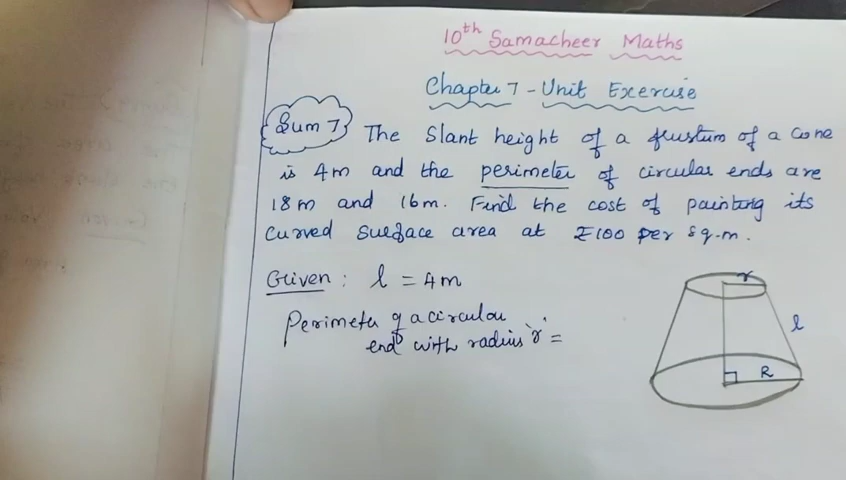 10th Samacheer Maths
Chapter 7 - Unit Exercise
Sum 7 The Slant height of a frustum of a Cone
is 4m and the perimeter of circular ends are
18m and 16m. Find the cost of painting its
Curved Surface area at ₹100 per sq.m.
Given : l = 4m
r
Perimeter of a circular
end with radius 'r' =
l
R